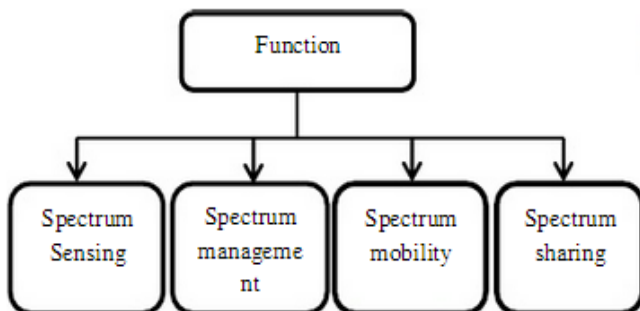 Function
Spectrum
Sensing
Spectrum
manageme
nt
Spectrum
mobility
Spectrum
sharing